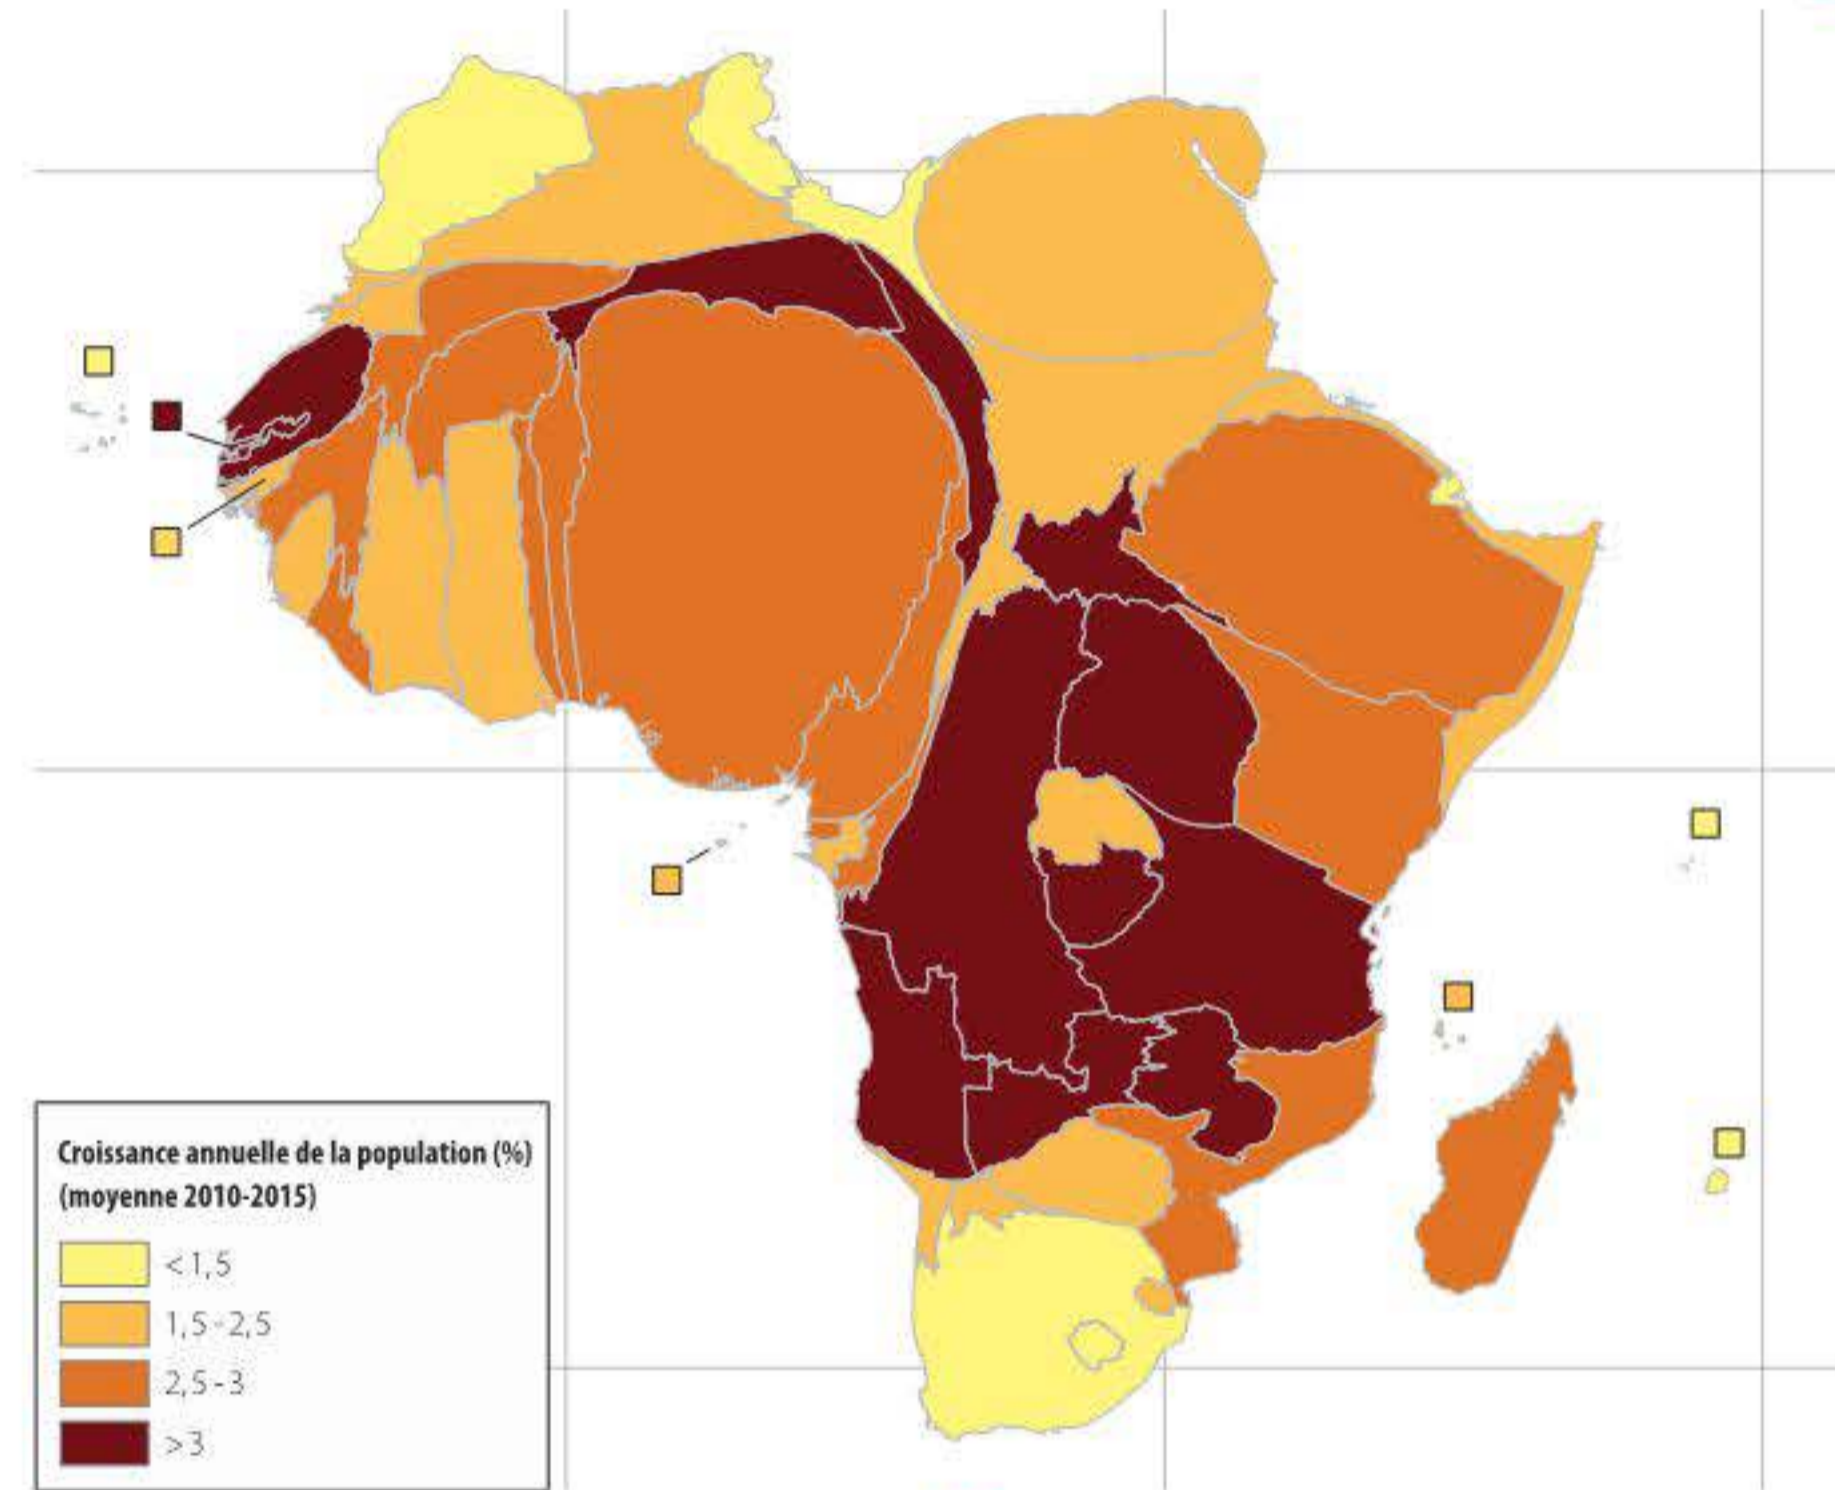 Croissance annuelle de la population (%)
(moyenne 2010-2015)
<1,5
1,5-2,5
2,5-3
>3